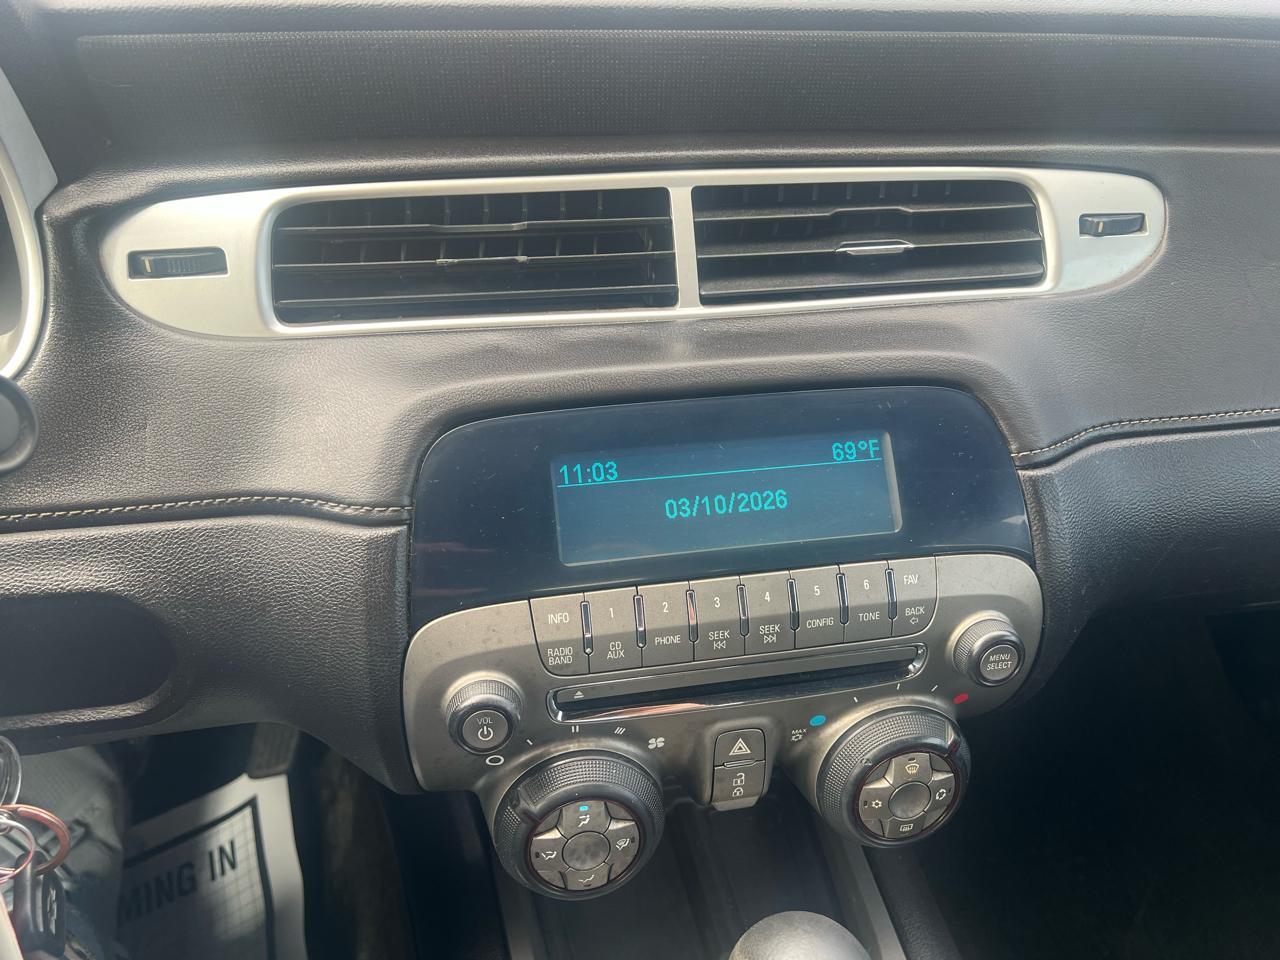 11:03 69°F
03/10/2026
INFO 1 2 3 4 5 6 FAV
RADIO BAND CD AUX PHONE SEEK SEEK CONFIG TONE BACK
MENU SELECT
VOL
MAX
MING IN